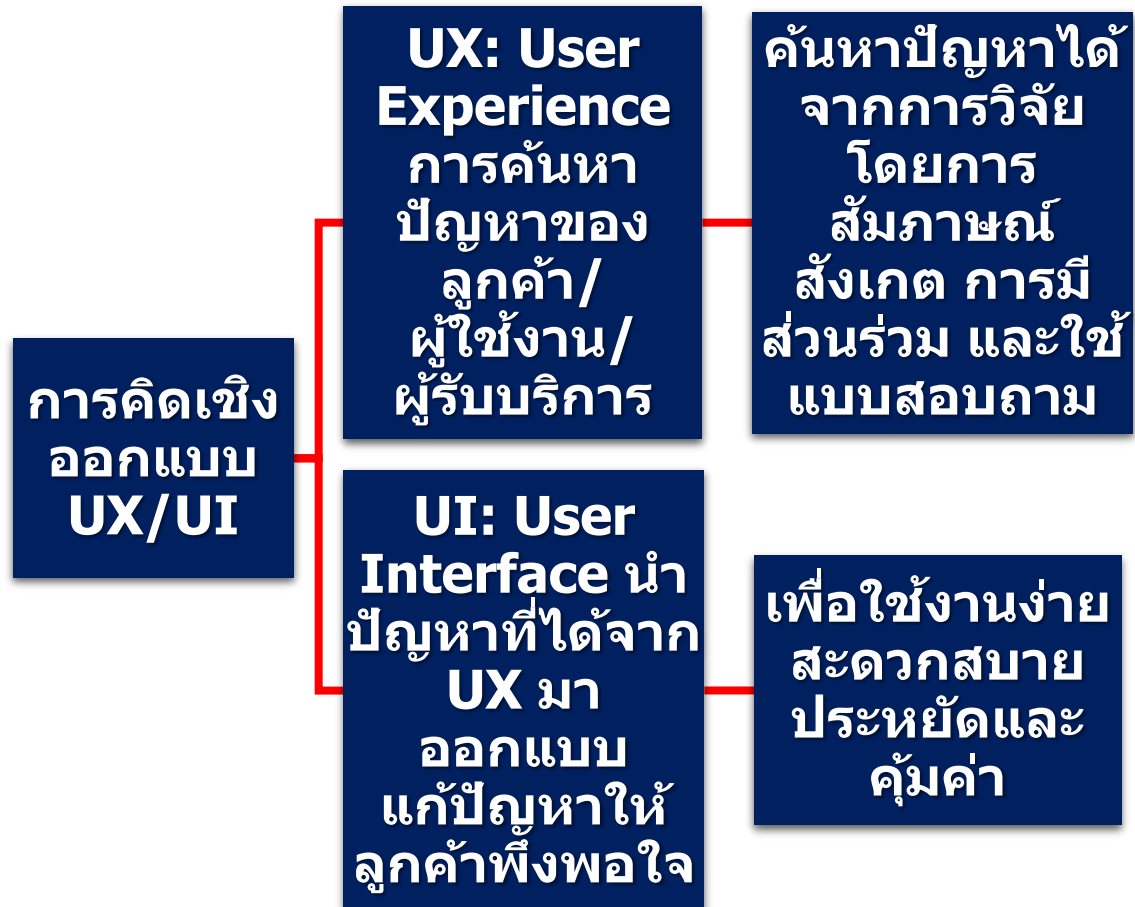 การคิดเชิง
ออกแบบ
UX/UI
UX: User
Experience
การค้นหา
ปัญหาของ
ลูกค้า/
ผู้ใช้งาน/
ผู้รับบริการ
ค้นหาปัญหาได้
จากการวิจัย
โดยการ
สัมภาษณ์
สังเกต การมี
ส่วนร่วม และใช้
แบบสอบถาม
UI: User
Interface นำ
ปัญหาที่ได้จาก
UX มา
ออกแบบ
แก้ปัญหาให้
ลูกค้าพึงพอใจ
เพื่อใช้งานง่าย
สะดวกสบาย
ประหยัดและ
คุ้มค่า